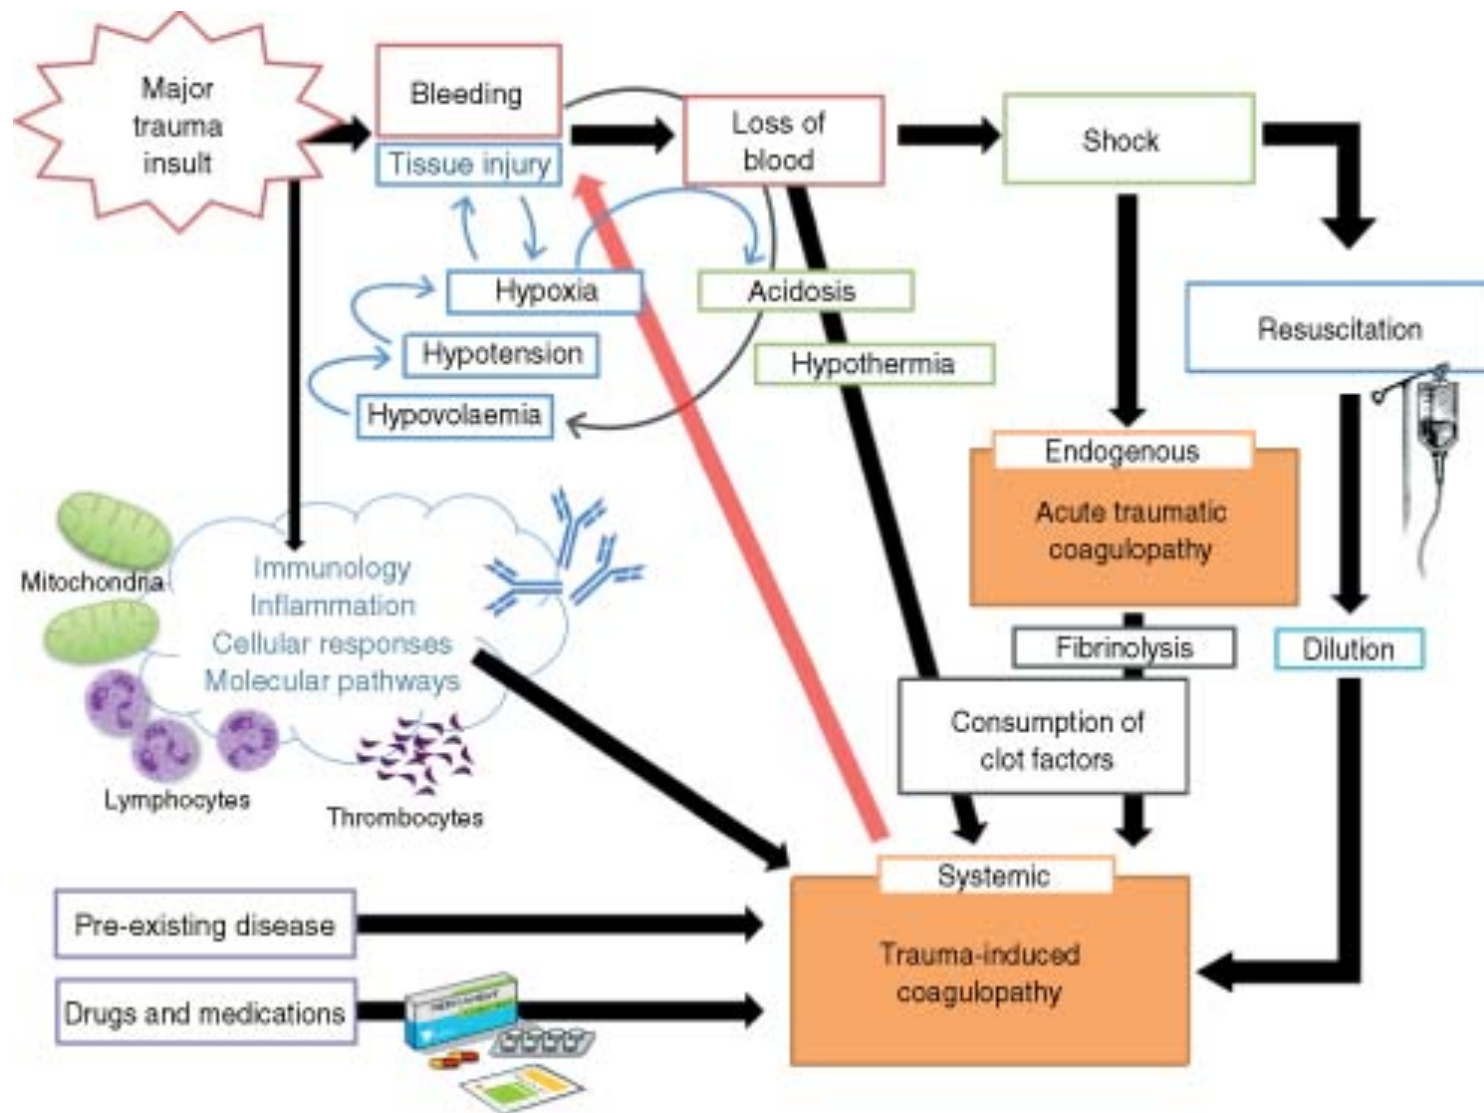 Major
trauma
insult
Bleeding
Tissue injury
Loss of
blood
Shock
Hypoxia
Acidosis
Resuscitation
Hypotension
Hypothermia
Hypovolaemia
Endogenous
Acute traumatic
coagulopathy
Mitochondria
Immunology
Inflammation
Cellular responses
Molecular pathways
Fibrinolysis
Dilution
Consumption of
clot factors
Lymphocytes
Thrombocytes
Systemic
Pre-existing disease
Trauma-induced
coagulopathy
Drugs and medications